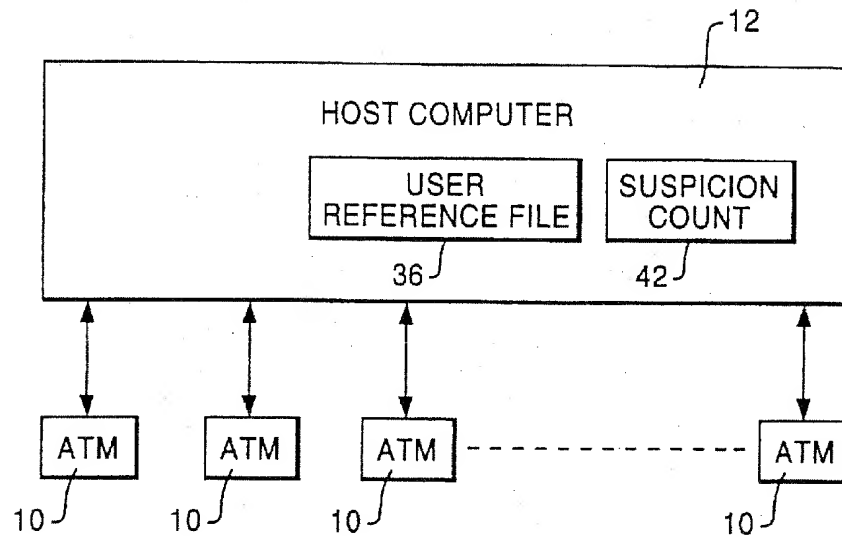 12
HOST COMPUTER
USER
REFERENCE FILE
SUSPICION
COUNT
36
42
ATM
ATM
ATM
ATM
10
10
10
10